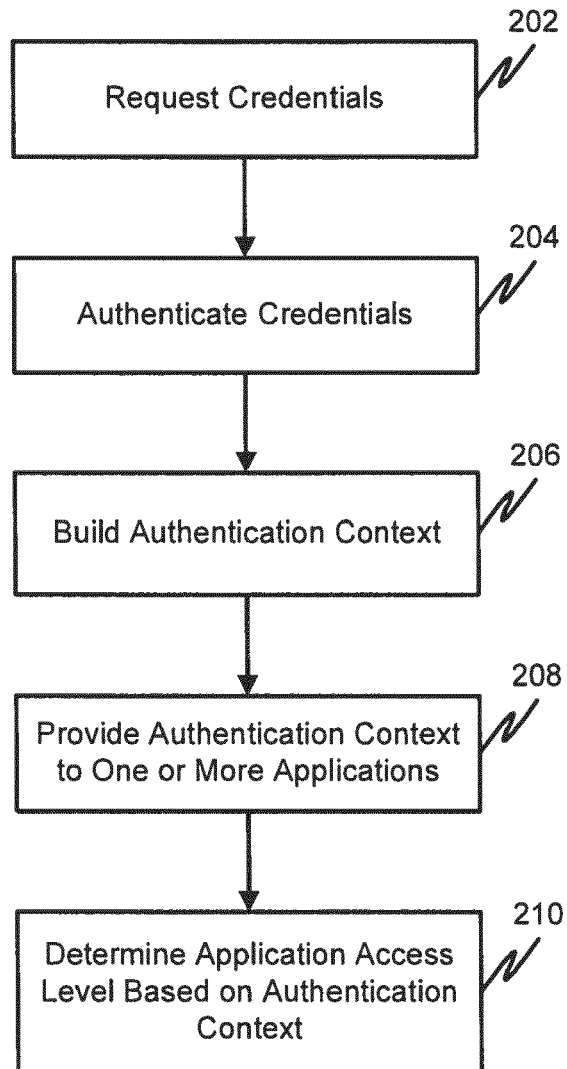 202
Request Credentials
204
Authenticate Credentials
206
Build Authentication Context
208
Provide Authentication Context
to One or More Applications
210
Determine Application Access
Level Based on Authentication
Context